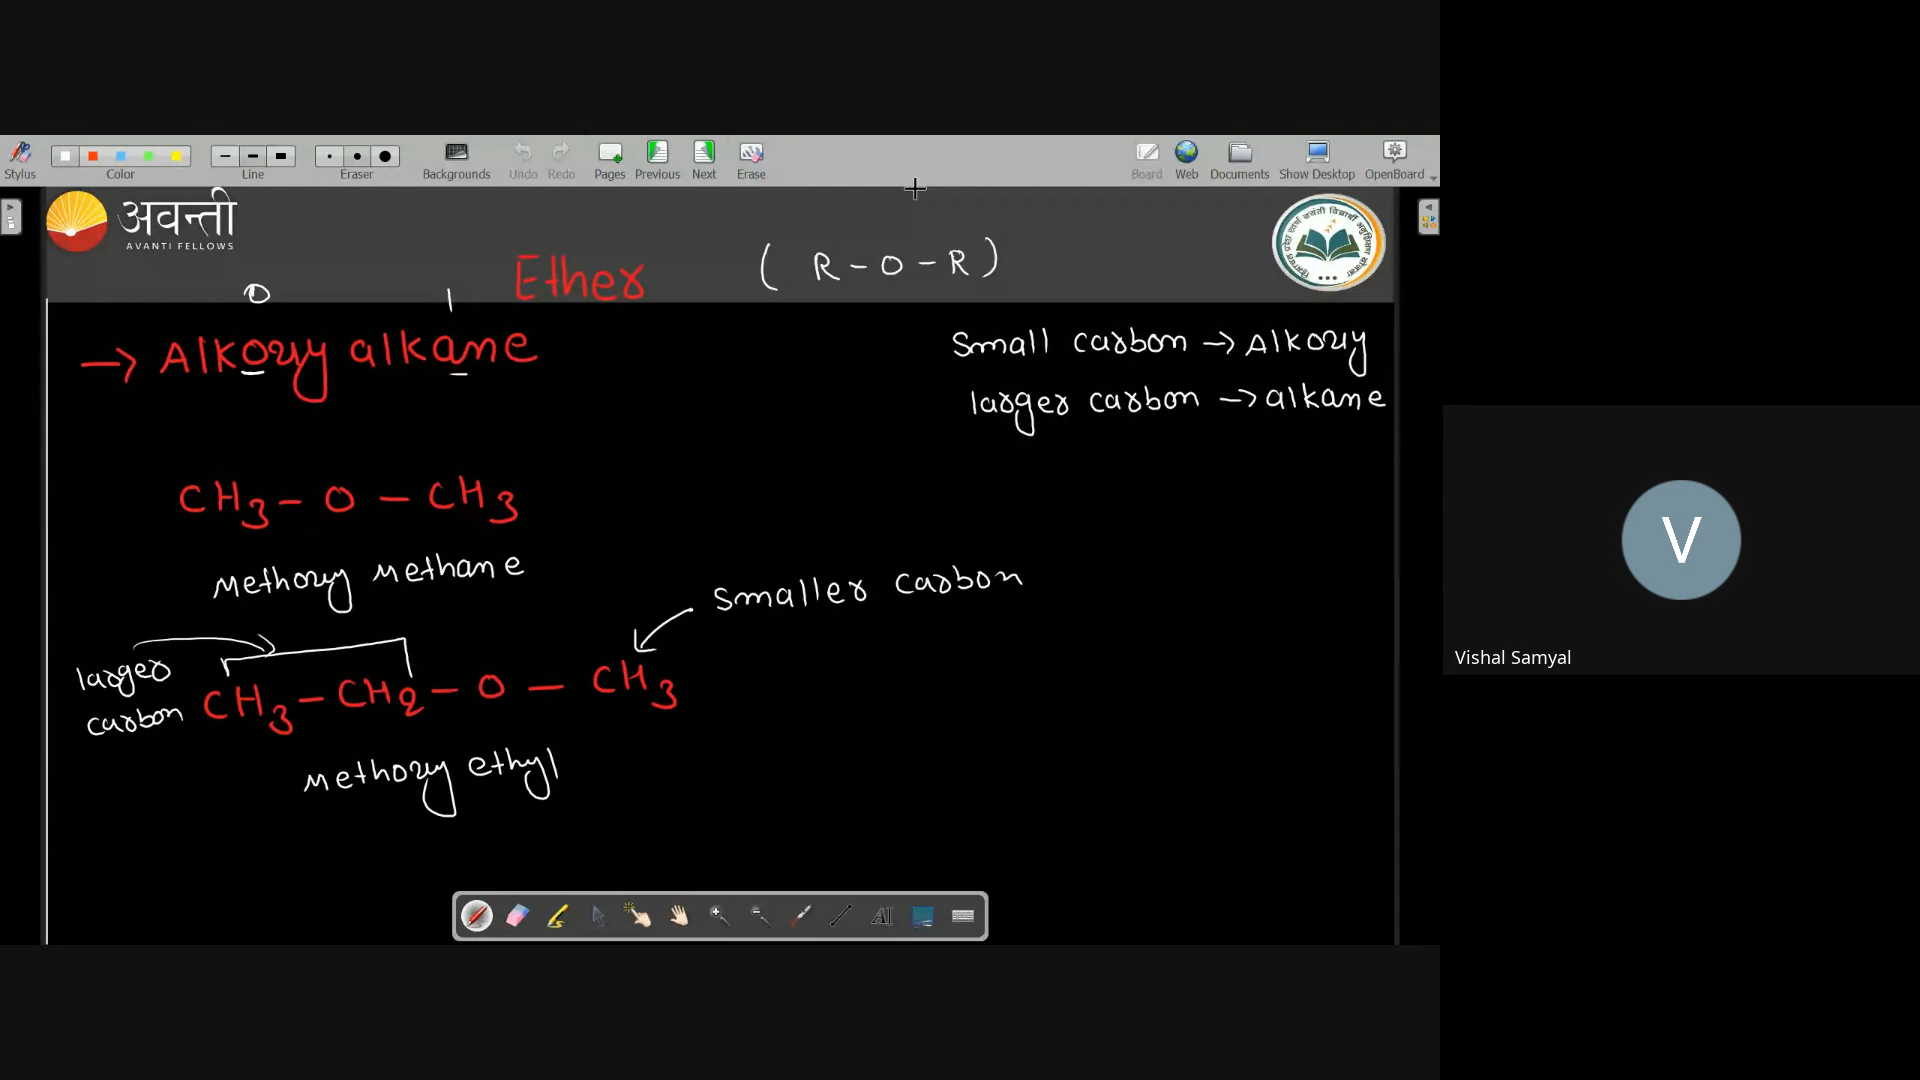 Stylus Color Line Eraser Backgrounds Undo Redo Pages Previous Next Erase Board Web Documents Show Desktop OpenBoard
अवन्ती
AVANTI FELLOWS
Ether ( R - O - R )
O 1
→ Alkoxy alkane
Small carbon → Alkoxy
larger carbon → alkane
CH3 - O - CH3
Methoxy Methane
smaller carbon
larger
carbon
CH3 - CH2 - O - CH3
Methoxy ethyl
V
Vishal Samyal